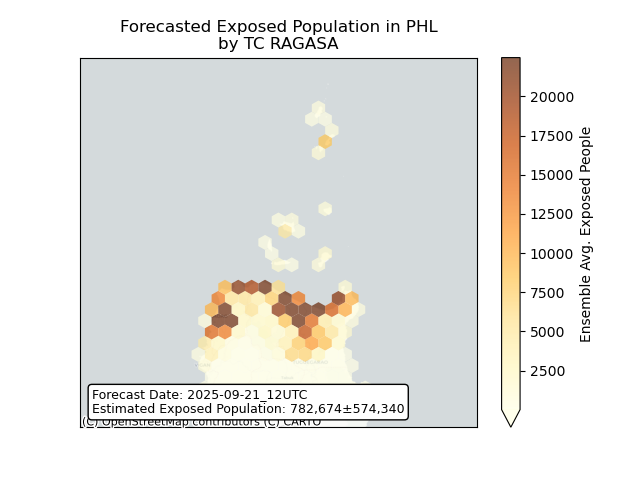 Forecasted Exposed Population in PHL
by TC RAGASA
20000
17500
15000
12500
10000
7500
5000
2500
Ensemble Avg. Exposed People
Forecast Date: 2025-09-21_12UTC
Estimated Exposed Population: 782,674±574,340
(C) OpenStreetMap contributors (C) CARTO